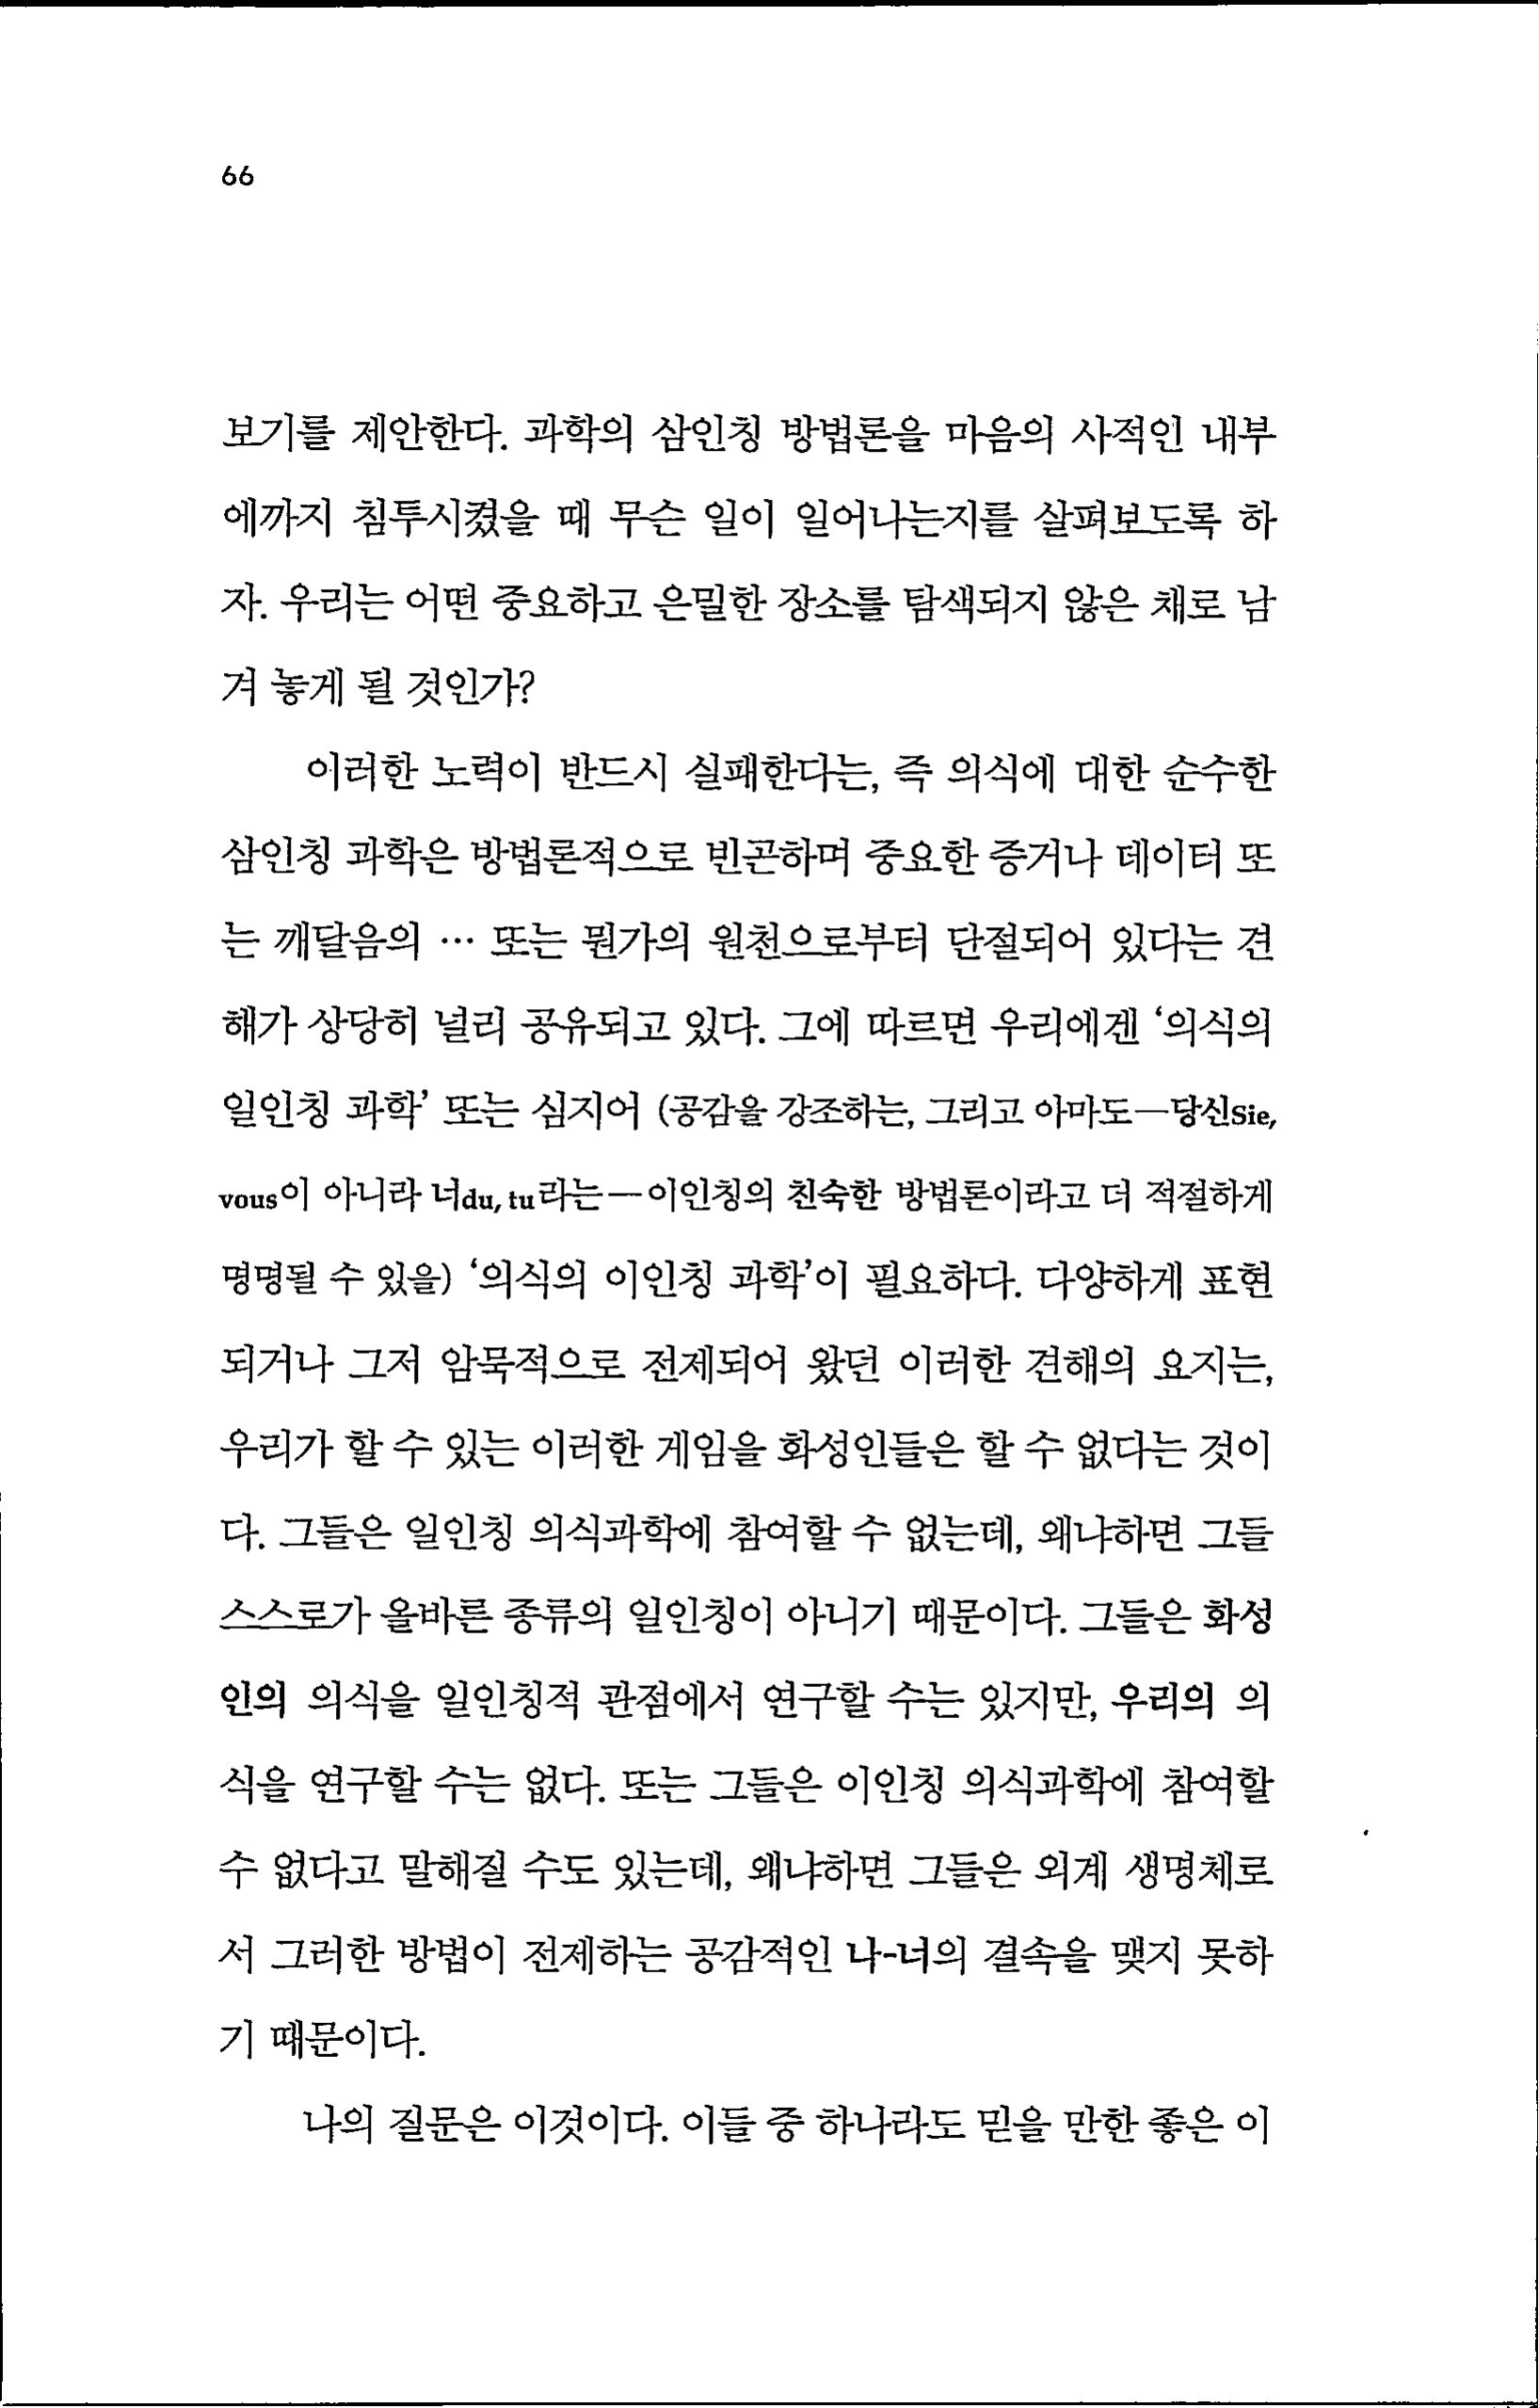 66
보기를 제안한다. 과학의 삼인칭 방법론을 마음의 사적인 내부
에까지 침투시켰을 때 무슨 일이 일어나는지를 살펴보도록 하
자. 우리는 어떤 중요하고 은밀한 장소를 탐색되지 않은 채로 남
겨 놓게 될 것인가?
이러한 노력이 반드시 실패한다는, 즉 의식에 대한 순수한
삼인칭 과학은 방법론적으로 빈곤하며 중요한 증거나 데이터 또
는 깨달음의 … 또는 뭔가의 원천으로부터 단절되어 있다는 견
해가 상당히 널리 공유되고 있다. 그에 따르면 우리에겐 ‘의식의
일인칭 과학’ 또는 심지어 (공감을 강조하는, 그리고 아마도—당신Sie,
vous이 아니라 너du, tu라는—이인칭의 친숙한 방법론이라고 더 적절하게
명명될 수 있을) ‘의식의 이인칭 과학’이 필요하다. 다양하게 표현
되거나 그저 암묵적으로 전제되어 왔던 이러한 견해의 요지는,
우리가 할 수 있는 이러한 게임을 화성인들은 할 수 없다는 것이
다. 그들은 일인칭 의식과학에 참여할 수 없는데, 왜냐하면 그들
스스로가 올바른 종류의 일인칭이 아니기 때문이다. 그들은 화성
인의 의식을 일인칭적 관점에서 연구할 수는 있지만, 우리의 의
식을 연구할 수는 없다. 또는 그들은 이인칭 의식과학에 참여할
수 없다고 말해질 수도 있는데, 왜냐하면 그들은 외계 생명체로
서 그러한 방법이 전제하는 공감적인 나-너의 결속을 맺지 못하
기 때문이다.
나의 질문은 이것이다. 이들 중 하나라도 믿을 만한 좋은 이